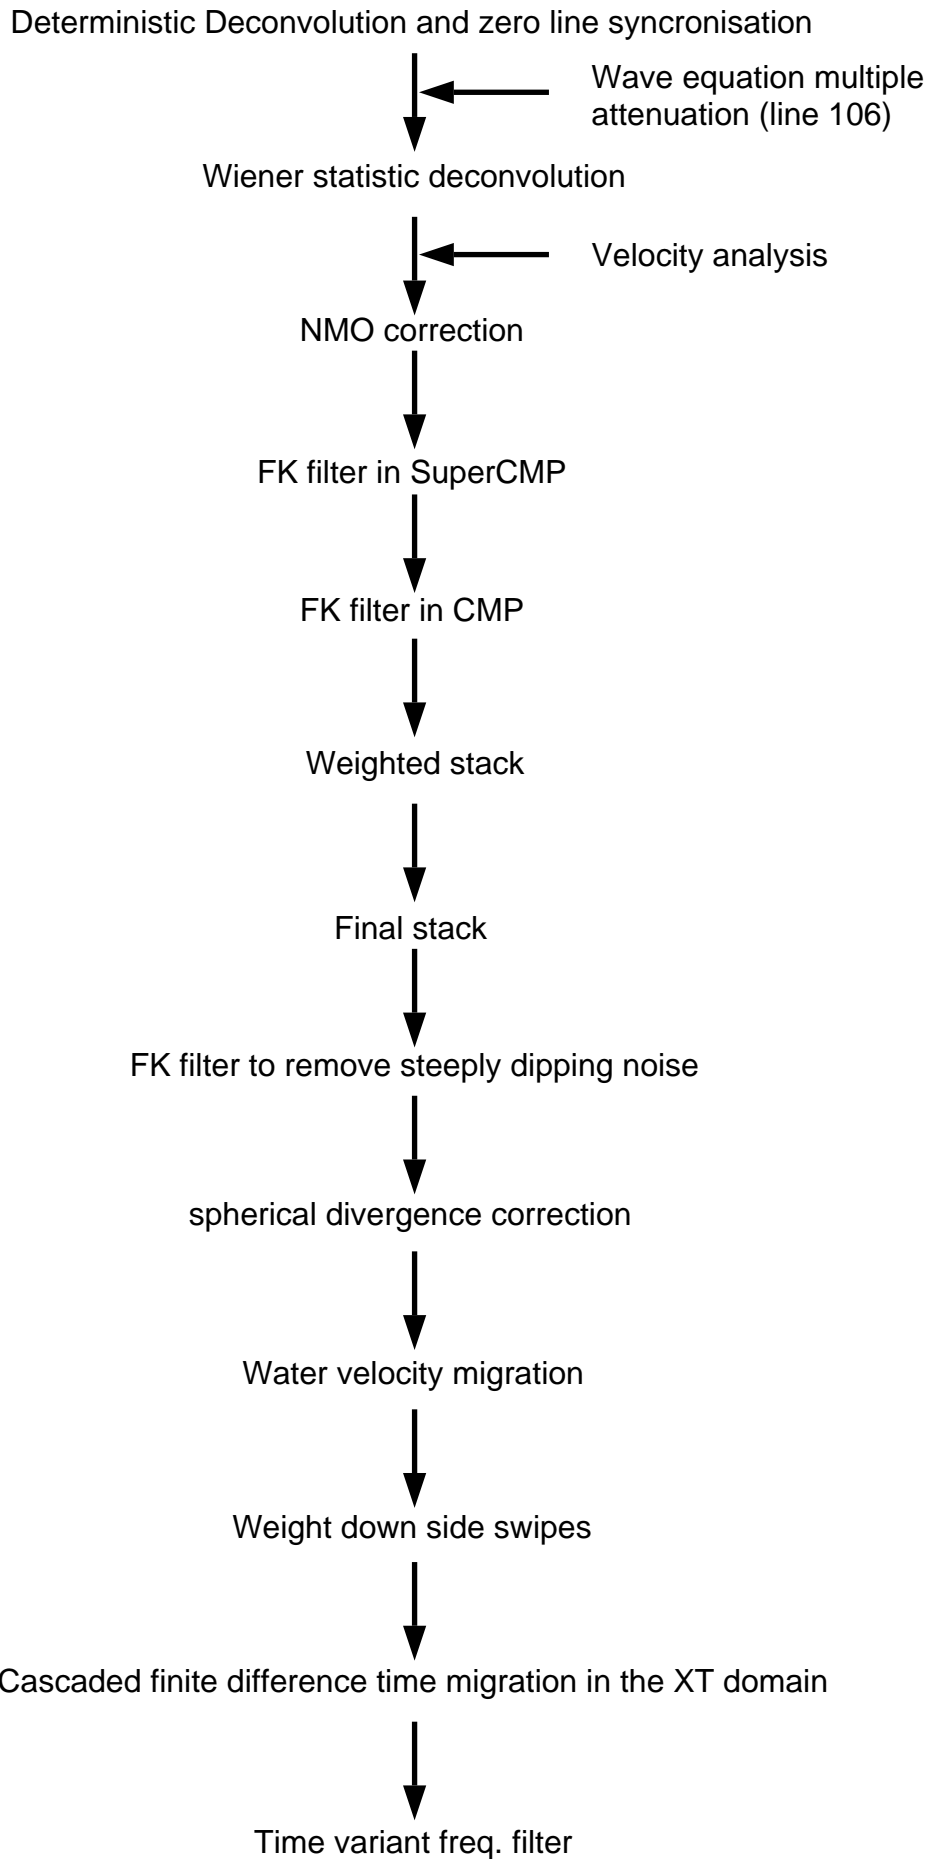 Deterministic Deconvolution and zero line syncronisation
Wave equation multiple
attenuation (line 106)
Wiener statistic deconvolution
Velocity analysis
NMO correction
FK filter in SuperCMP
FK filter in CMP
Weighted stack
Final stack
FK filter to remove steeply dipping noise
spherical divergence correction
Water velocity migration
Weight down side swipes
Cascaded finite difference time migration in the XT domain
Time variant freq. filter